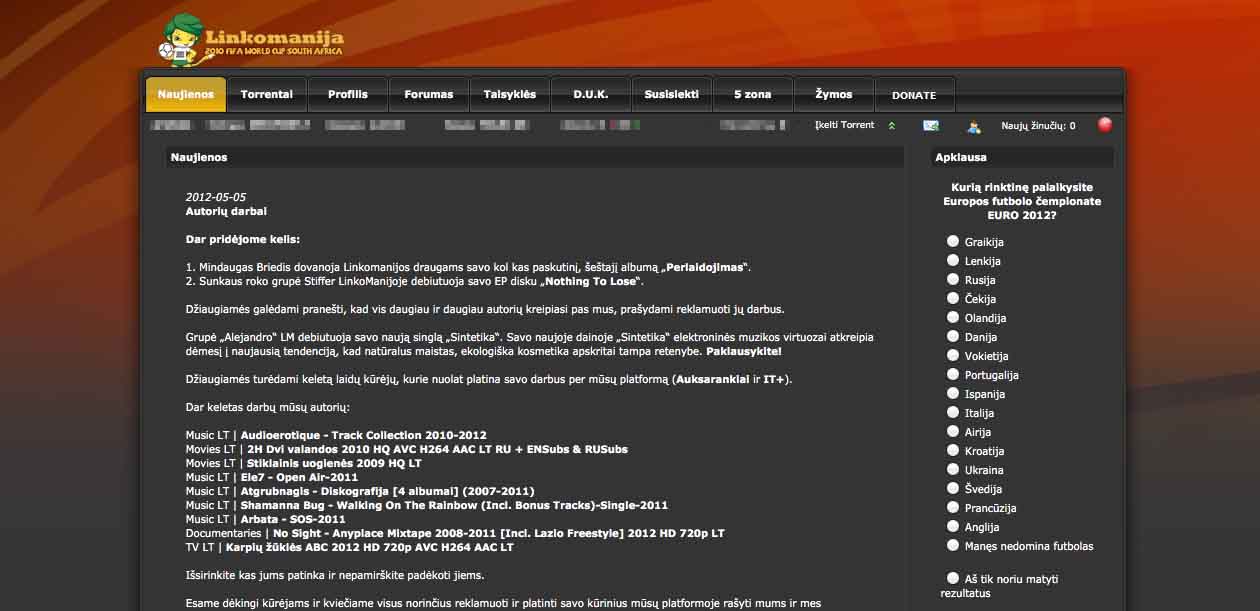 Linkomanija
2010 FIFA WORLD CUP SOUTH AFRICA
Naujienos Torrentai Profilis Forumas Taisyklės D.U.K. Susisiekti S zona Žymos DONATE
Įkelti Torrent Naujų žinučių: 0
Naujienos
2012-05-05
Autorių darbai
Dar pridėjome kelis:
1. Mindaugas Briedis dovanoja Linkomanijos draugams savo kol kas paskutinį, šeštąjį albumą „Periaidojimas“.
2. Sunkaus roko grupė Stiffer LinkoManijoje debiutuoja savo EP disku „Nothing To Lose“.
Džiaugiamės galėdami pranešti, kad vis daugiau ir daugiau autorių kreipiasi pas mus, prašydami reklamuoti jų darbus.
Grupė „Alejandro“ LM debiutuoja savo naują singlą „Sintetika“. Savo naujoje dainoje „Sintetika“ elektroninės muzikos virtuozai atkreipia
dėmesį į naujausią tendenciją, kad natūralus maistas, ekologiška kosmetika apskritai tampa retenybe. Paklausykite!
Džiaugiamės turėdami keletą laidų kūrėjų, kurie nuolat platina savo darbus per mūsų platformą (Auksarankiai ir IT+).
Dar keletas darbų mūsų autorių:
Music LT | Audioerotique - Track Collection 2010-2012
Movies LT | 2H Dvi valandos 2010 HQ AVC H264 AAC LT RU + ENSubs & RUSubs
Movies LT | Stiklainis uogienės 2009 HQ LT
Music LT | Ele7 - Open Air-2011
Music LT | Atgrubnagis - Diskografija [4 albumai] (2007-2011)
Music LT | Shamanna Bug - Walking On The Rainbow (Incl. Bonus Tracks)-Single-2011
Music LT | Arbata - SOS-2011
Documentaries | No Sight - Anyplace Mixtape 2008-2011 [Incl. Lazio Freestyle] 2012 HD 720p LT
TV LT | Karpių žūklės ABC 2012 HD 720p AVC H264 AAC LT
Išsirinkite kas jums patinka ir nepamirškite padėkoti jiems.
Esame dėkingi kūrėjams ir kviečiame visus norinčius reklamuoti ir platinti savo kūrinius mūsų platformoje rašyti mums ir mes
Apklausa
Kurią rinktinę palaikysite
Europos futbolo čempionate
EURO 2012?
Graikija
Lenkija
Rusija
Čekija
Olandija
Danija
Vokietija
Portugalija
Ispanija
Italija
Airija
Kroatija
Ukraina
Švedija
Prancūzija
Anglija
Manęs nedomina futbolas
Aš tik noriu matyti
rezultatus